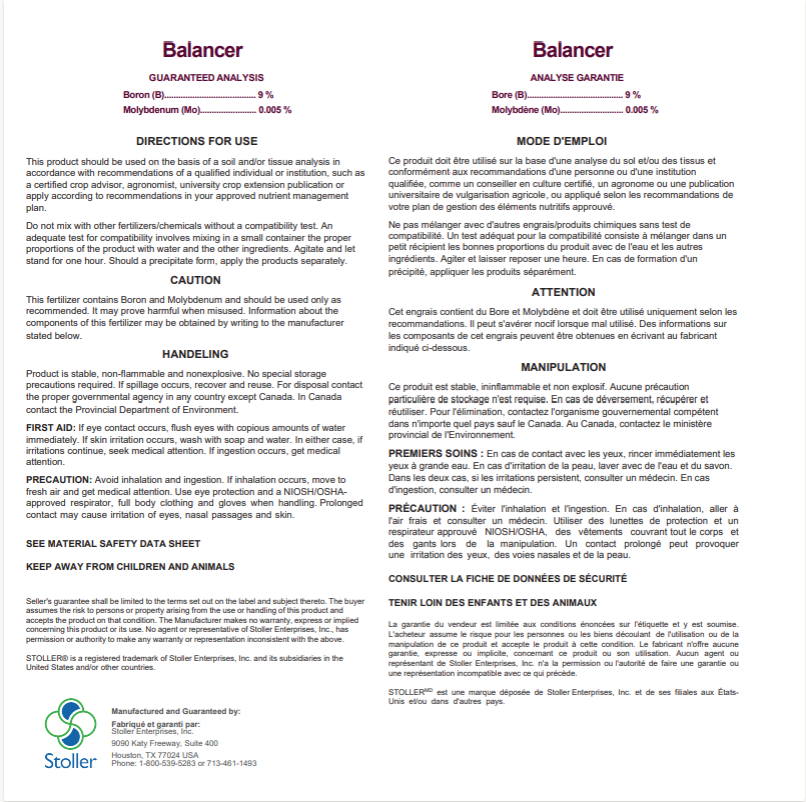 Balancer
GUARANTEED ANALYSIS
Boron (B)..................................... 9 %
Molybdenum (Mo)....................... 0.005 %
DIRECTIONS FOR USE
This product should be used on the basis of a soil and/or tissue analysis in
accordance with recommendations of a qualified individual or institution, such as
a certified crop advisor, agronomist, university crop extension publication or
apply according to recommendations in your approved nutrient management
plan.
Do not mix with other fertilizers/chemicals without a compatibility test. An
adequate test for compatibility involves mixing in a small container the proper
proportions of the product with water and the other ingredients. Agitate and let
stand for one hour. Should a precipitate form, apply the products separately.
CAUTION
This fertilizer contains Boron and Molybdenum and should be used only as
recommended. It may prove harmful when misused. Information about the
components of this fertilizer may be obtained by writing to the manufacturer
stated below.
HANDELING
Product is stable, non-flammable and nonexplosive. No special storage
precautions required. If spillage occurs, recover and reuse. For disposal contact
the proper governmental agency in any country except Canada. In Canada
contact the Provincial Department of Environment.
FIRST AID: If eye contact occurs, flush eyes with copious amounts of water
immediately. If skin irritation occurs, wash with soap and water. In either case, if
irritations continue, seek medical attention. If ingestion occurs, get medical
attention.
PRECAUTION: Avoid inhalation and ingestion. If inhalation occurs, move to
fresh air and get medical attention. Use eye protection and a NIOSH/OSHA-
approved respirator, full body clothing and gloves when handling. Prolonged
contact may cause irritation of eyes, nasal passages and skin.
SEE MATERIAL SAFETY DATA SHEET
KEEP AWAY FROM CHILDREN AND ANIMALS
Seller's guarantee shall be limited to the terms set out on the label and subject thereto. The buyer
assumes the risk to persons or property arising from the use or handling of this product and
accepts the product on that condition. The Manufacturer makes no warranty, express or implied
concerning this product or its use. No agent or representative of Stoller Enterprises, Inc., has
permission or authority to make any warranty or representation inconsistent with the above.
STOLLER® is a registered trademark of Stoller Enterprises, Inc. and its subsidiaries in the
United States and/or other countries.
Stoller
Manufactured and Guaranteed by:
Fabriqué et garanti par:
Stoller Enterprises, Inc.
9090 Katy Freeway, Suite 400
Houston, TX 77024 USA
Phone: 1-800-539-5283 or 713-461-1493
Balancer
ANALYSE GARANTIE
Bore (B)....................................... 9 %
Molybdène (Mo).......................... 0.005 %
MODE D'EMPLOI
Ce produit doit être utilisé sur la base d'une analyse du sol et/ou des tissus et
conformément aux recommandations d'une personne ou d'une institution
qualifiée, comme un conseiller en culture certifié, un agronome ou une publication
universitaire de vulgarisation agricole, ou appliqué selon les recommandations de
votre plan de gestion des éléments nutritifs approuvé.
Ne pas mélanger avec d'autres engrais/produits chimiques sans test de
compatibilité. Un test adéquat pour la compatibilité consiste à mélanger dans un
petit récipient les bonnes proportions du produit avec de l'eau et les autres
ingrédients. Agiter et laisser reposer une heure. En cas de formation d'un
précipité, appliquer les produits séparément.
ATTENTION
Cet engrais contient du Bore et Molybdène et doit être utilisé uniquement selon les
recommandations. Il peut s'avérer nocif lorsque mal utilisé. Des informations sur
les composants de cet engrais peuvent être obtenues en écrivant au fabricant
indiqué ci-dessous.
MANIPULATION
Ce produit est stable, ininflammable et non explosif. Aucune précaution
particulière de stockage n'est requise. En cas de déversement, récupérer et
réutiliser. Pour l'élimination, contactez l'organisme gouvernemental compétent
dans n'importe quel pays sauf le Canada. Au Canada, contactez le ministère
provincial de l'Environnement.
PREMIERS SOINS : En cas de contact avec les yeux, rincer immédiatement les
yeux à grande eau. En cas d'irritation de la peau, laver avec de l'eau et du savon.
Dans les deux cas, si les irritations persistent, consulter un médecin. En cas
d'ingestion, consulter un médecin.
PRÉCAUTION : Éviter l'inhalation et l'ingestion. En cas d'inhalation, aller à
l'air frais et consulter un médecin. Utiliser des lunettes de protection et un
respirateur approuvé NIOSH/OSHA, des vêtements couvrant tout le corps et
des gants lors de la manipulation. Un contact prolongé peut provoquer
une irritation des yeux, des voies nasales et de la peau.
CONSULTER LA FICHE DE DONNÉES DE SÉCURITÉ
TENIR LOIN DES ENFANTS ET DES ANIMAUX
La garantie du vendeur est limitée aux conditions énoncées sur l'étiquette et y est soumise.
L'acheteur assume le risque pour les personnes ou les biens découlant de l'utilisation ou de la
manipulation de ce produit et accepte le produit à cette condition. Le fabricant n'offre aucune
garantie, expresse ou implicite, concernant ce produit ou son utilisation. Aucun agent ou
représentant de Stoller Enterprises, Inc. n'a la permission ou l'autorité de faire une garantie ou
une représentation incompatible avec ce qui précède.
STOLLERMD est une marque déposée de Stoller Enterprises, Inc. et de ses filiales aux États-
Unis et/ou dans d'autres pays.